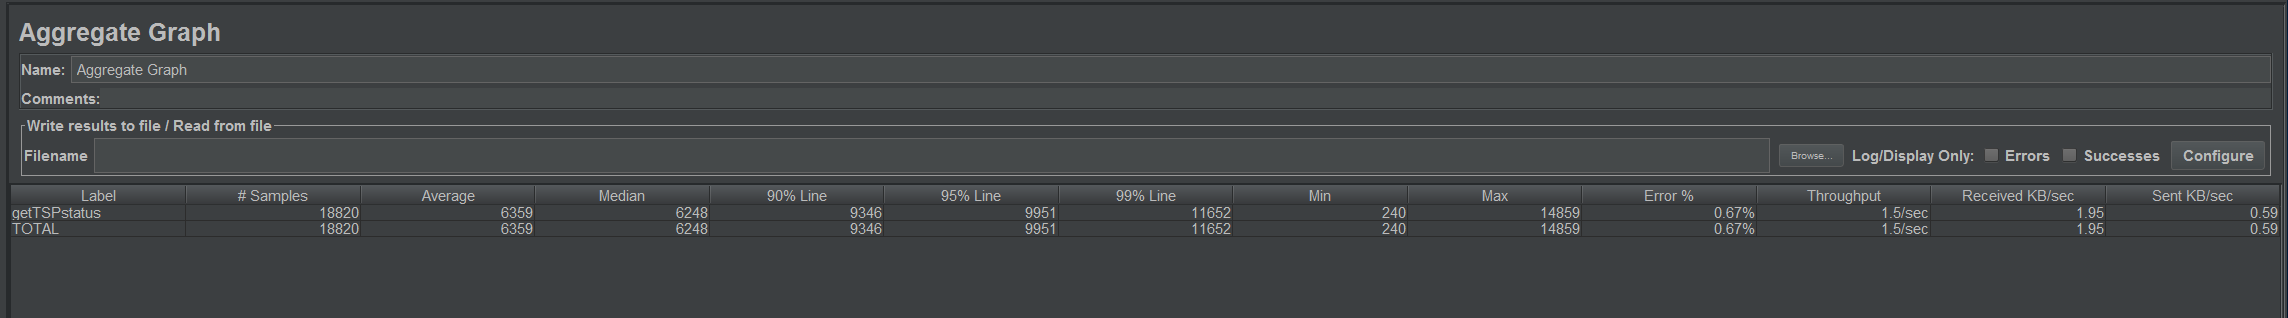 Aggregate Graph
Name: Aggregate Graph
Comments:
Write results to file / Read from file
Filename Browse... Log/Display Only: Errors Successes Configure
Label # Samples Average Median 90% Line 95% Line 99% Line Min Max Error % Throughput Received KB/sec Sent KB/sec
getTSPstatus 18820 6359 6248 9346 9951 11652 240 14859 0.67% 1.5/sec 1.95 0.59
TOTAL 18820 6359 6248 9346 9951 11652 240 14859 0.67% 1.5/sec 1.95 0.59